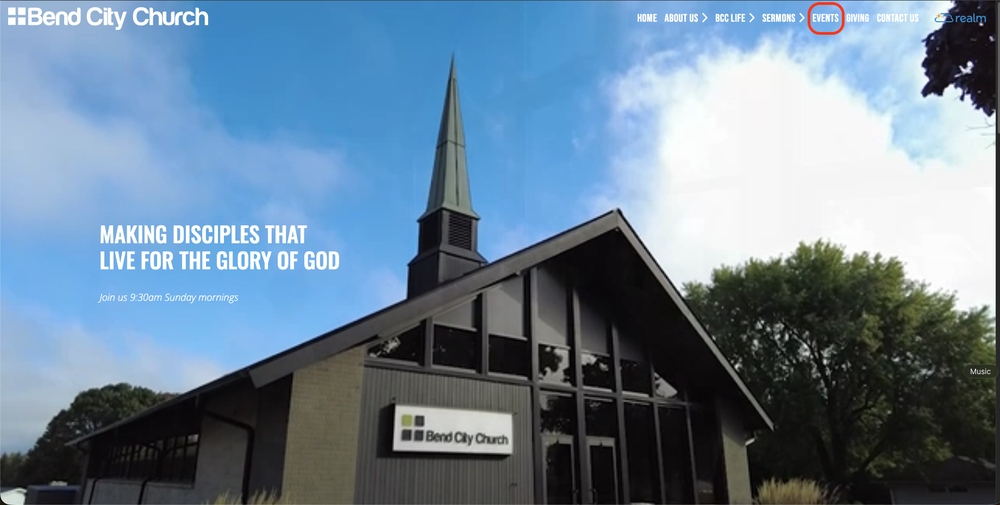 Bend City Church
HOME ABOUT US BCC LIFE SERMONS EVENTS GIVING CONTACT US realm
MAKING DISCIPLES THAT
LIVE FOR THE GLORY OF GOD
Join us 9:30am Sunday mornings
Music
Bend City Church